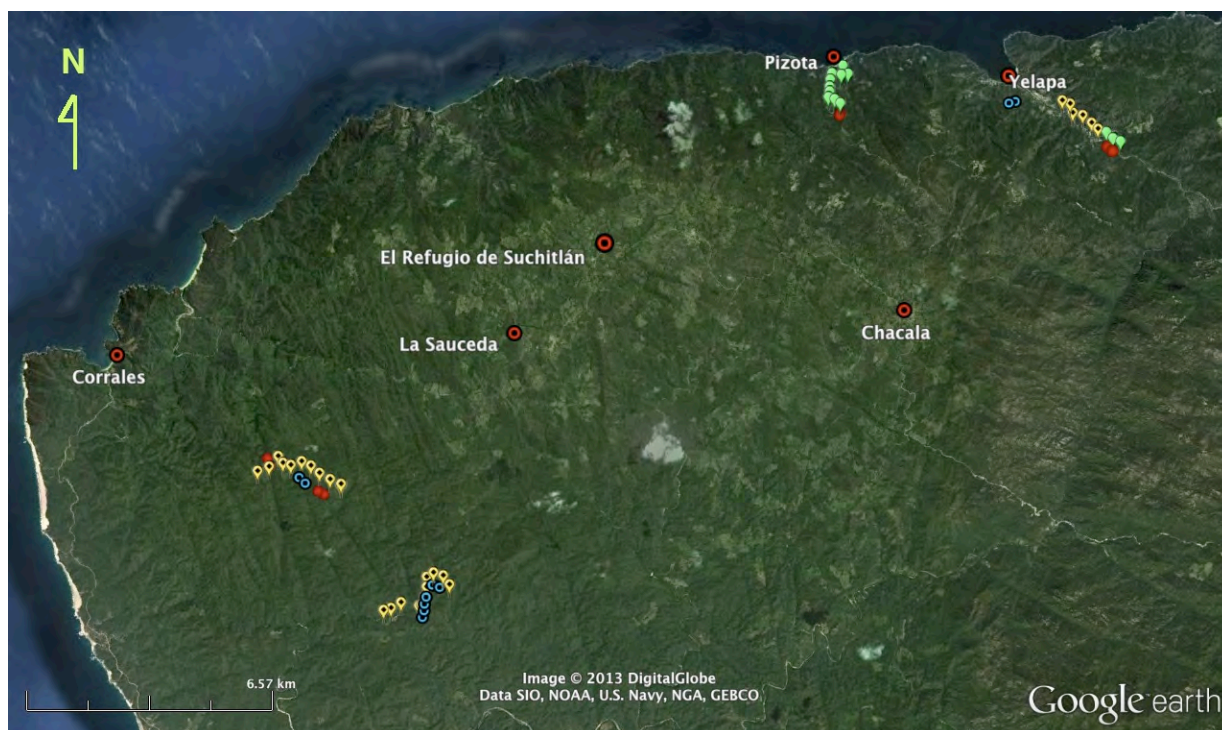 N
Pizota
Yelapa
El Refugio de Suchitlán
La Sauceda
Chacala
Corrales
6.57 km
Image © 2013 DigitalGlobe
Data SIO, NOAA, U.S. Navy, NGA, GEBCO
Google earth